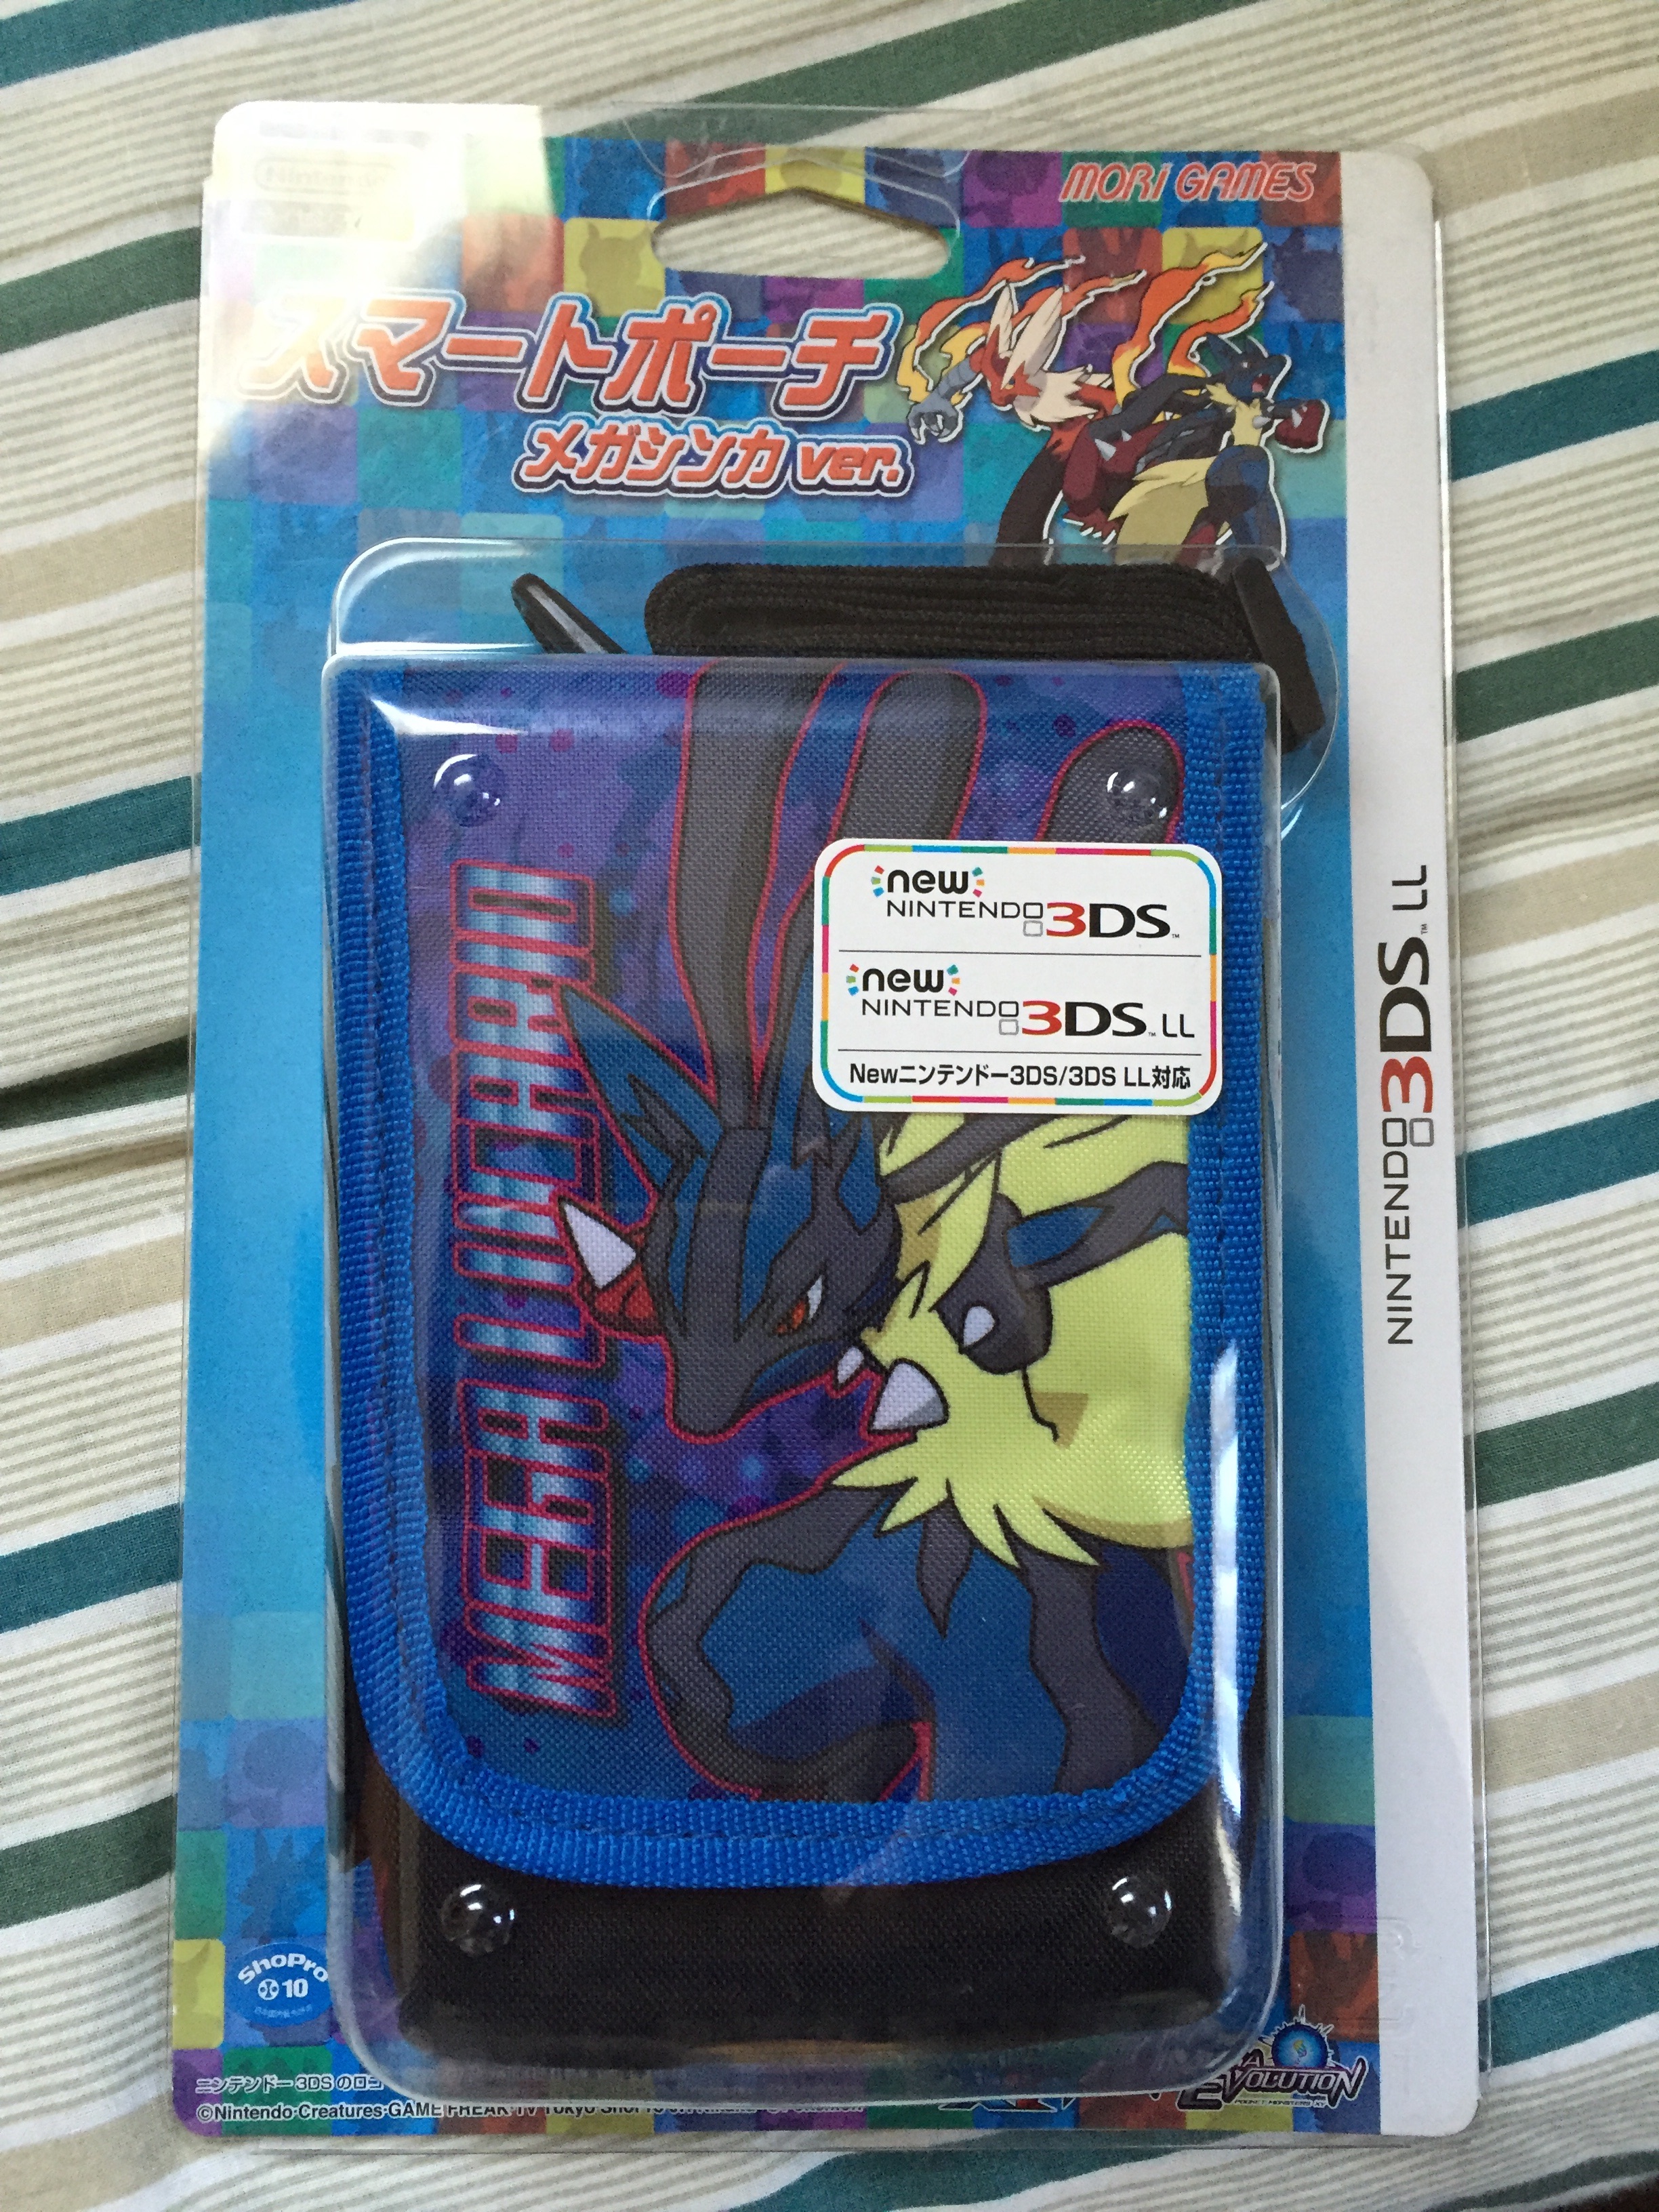 MORI GAMES
スマートポーチ
メガシンカ ver.
new
NINTENDO 3DS™
new
NINTENDO 3DS™ LL
Newニンテンドー3DS/3DS LL対応
MEGA LUCARIO
NINTENDO 3DS™ LL
ShoPro
10
ニンテンドー3DSのロゴ
©Nintendo·Creatures·GAME FREAK·TV Tokyo·ShoPro
EVOLUTION